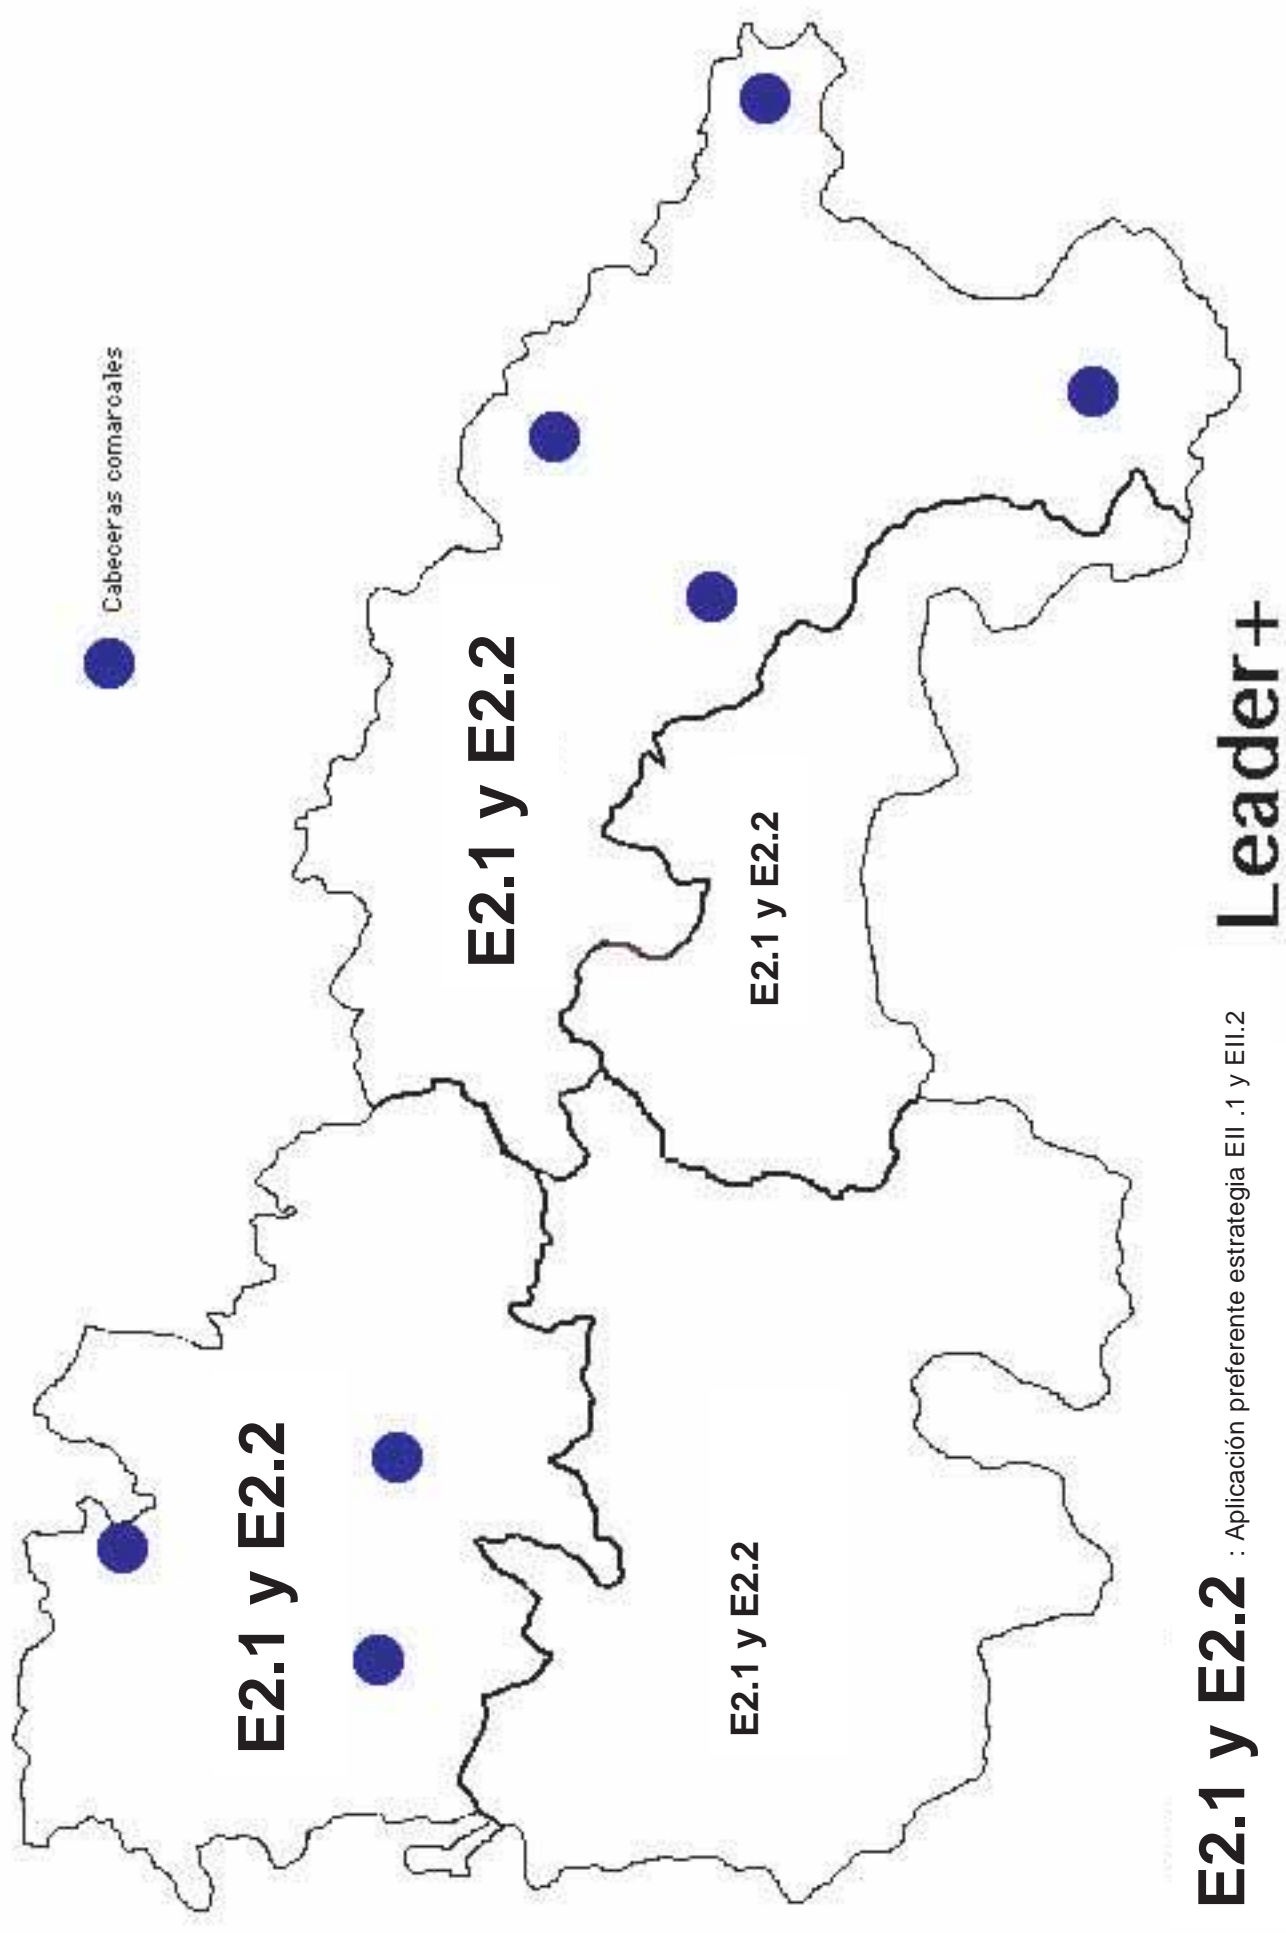 Cabeceras comaroales
E2.1 y E2.2
E2.1 y E2.2
E2.1 y E2.2
E2.1 y E2.2
E2.1 y E2.2 : Aplicación preferente estrategia EII .1 y EII.2
Leader+